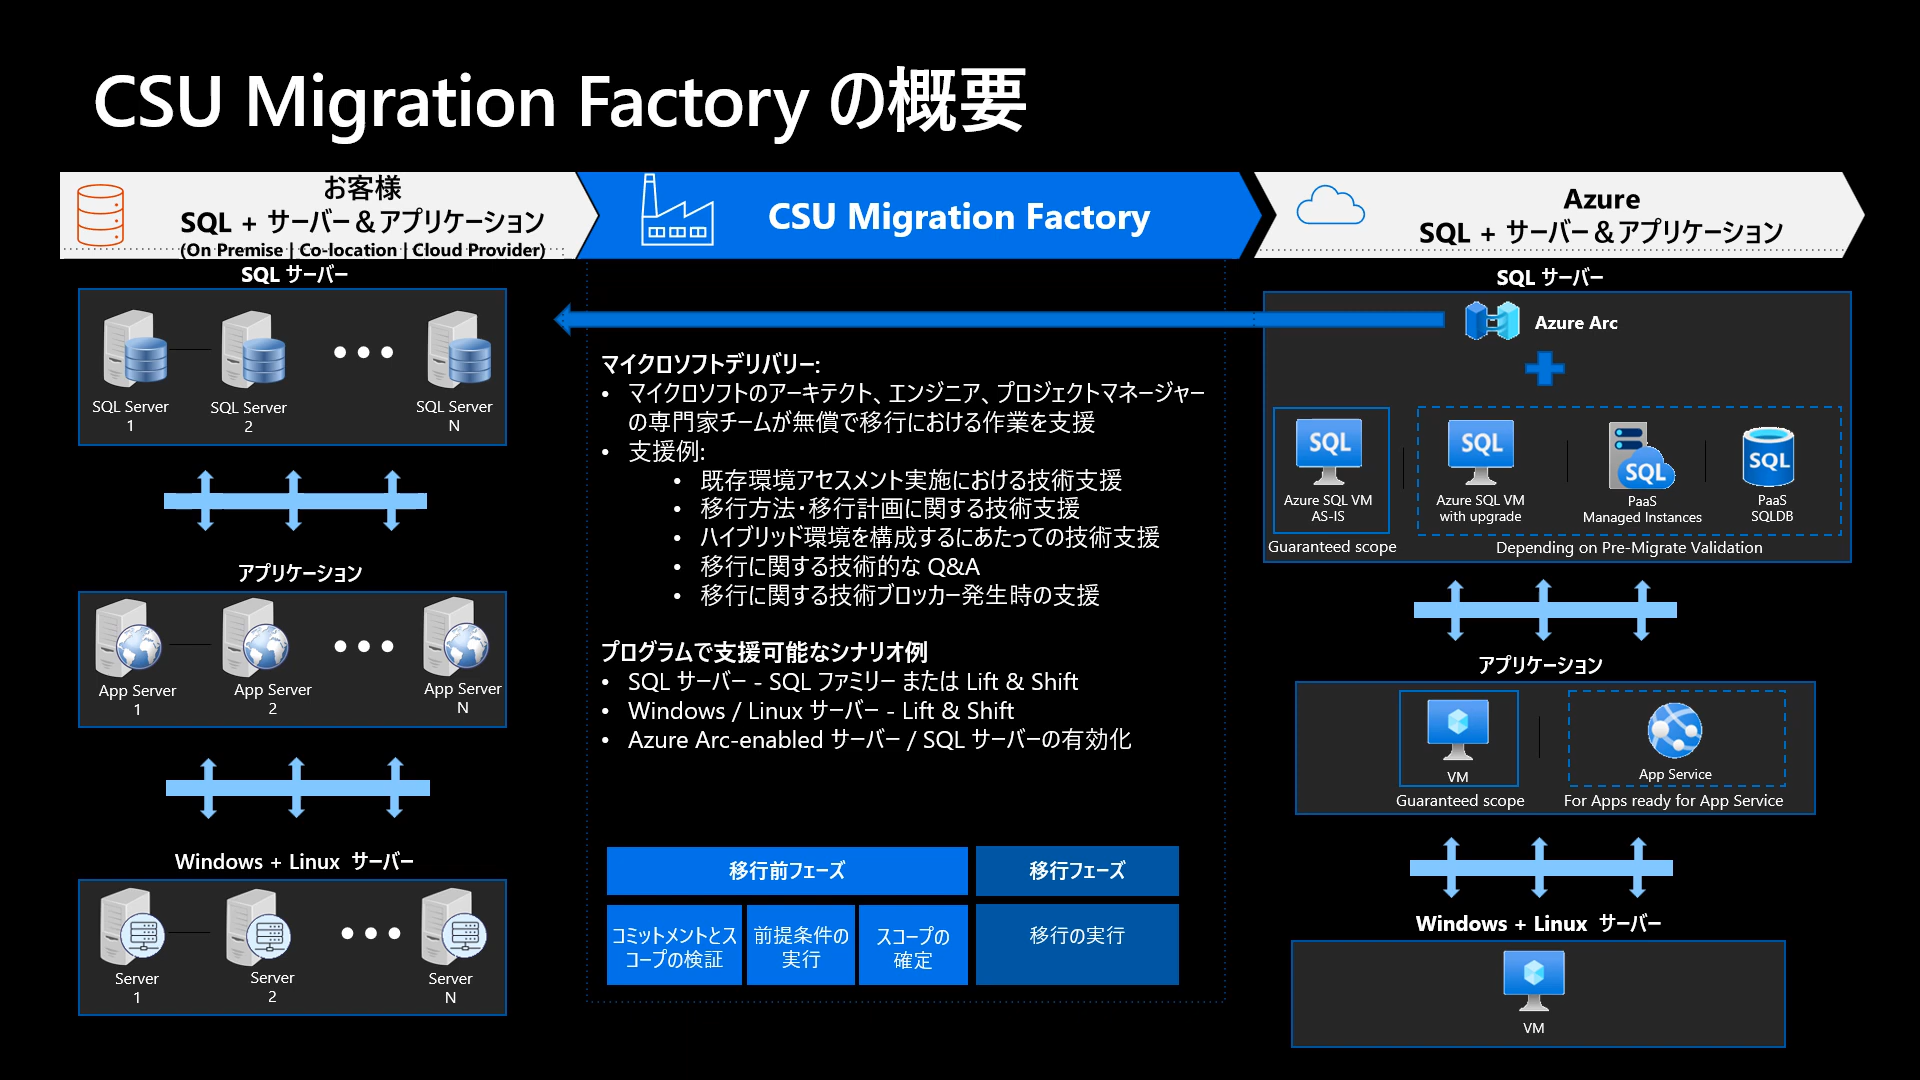 CSU Migration Factory の概要
お客様
SQL + サーバー＆アプリケーション
(On Premise | Co-location | Cloud Provider)
SQL サーバー
SQL Server
1
SQL Server
2
SQL Server
N
アプリケーション
App Server
1
App Server
2
App Server
N
Windows + Linux サーバー
Server
1
Server
2
Server
N
CSU Migration Factory
マイクロソフトデリバリー:
• マイクロソフトのアーキテクト、エンジニア、プロジェクトマネージャー
の専門家チームが無償で移行における作業を支援
• 支援例:
• 既存環境アセスメント実施における技術支援
• 移行方法・移行計画に関する技術支援
• ハイブリッド環境を構成するにあたっての技術支援
• 移行に関する技術的な Q&A
• 移行に関する技術ブロッカー発生時の支援
プログラムで支援可能なシナリオ例
• SQL サーバー - SQL ファミリー または Lift & Shift
• Windows / Linux サーバー - Lift & Shift
• Azure Arc-enabled サーバー / SQL サーバーの有効化
移行前フェーズ
移行フェーズ
コミットメントとス
コープの検証
前提条件の
実行
スコープの
確定
移行の実行
Azure
SQL + サーバー＆アプリケーション
SQL サーバー
Azure Arc
SQL
Azure SQL VM
AS-IS
Guaranteed scope
SQL
Azure SQL VM
with upgrade
SQL
PaaS
Managed Instances
SQL
PaaS
SQLDB
Depending on Pre-Migrate Validation
アプリケーション
VM
Guaranteed scope
App Service
For Apps ready for App Service
Windows + Linux サーバー
VM